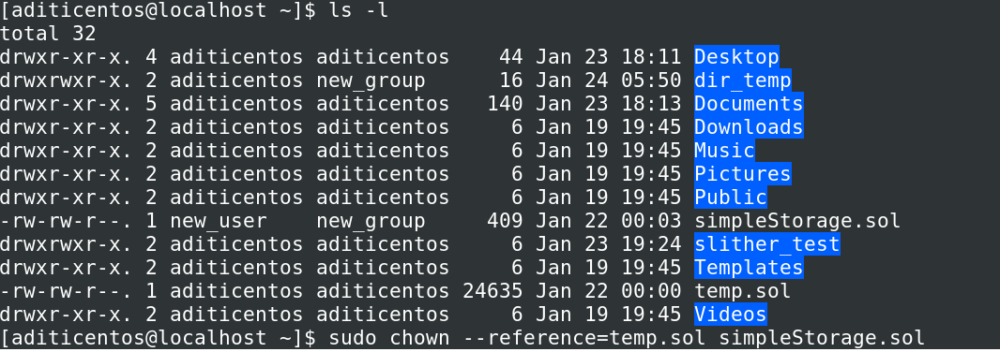 [aditicentos@localhost ~]$ ls -l
total 32
drwxr-xr-x. 4 aditicentos aditicentos    44 Jan 23 18:11 Desktop
drwxrwxr-x. 2 aditicentos new_group      16 Jan 24 05:50 dir_temp
drwxr-xr-x. 5 aditicentos aditicentos   140 Jan 23 18:13 Documents
drwxr-xr-x. 2 aditicentos aditicentos     6 Jan 19 19:45 Downloads
drwxr-xr-x. 2 aditicentos aditicentos     6 Jan 19 19:45 Music
drwxr-xr-x. 2 aditicentos aditicentos     6 Jan 19 19:45 Pictures
drwxr-xr-x. 2 aditicentos aditicentos     6 Jan 19 19:45 Public
-rw-rw-r--. 1 new_user    new_group     409 Jan 22 00:03 simpleStorage.sol
drwxrwxr-x. 2 aditicentos aditicentos     6 Jan 23 19:24 slither_test
drwxr-xr-x. 2 aditicentos aditicentos     6 Jan 19 19:45 Templates
-rw-rw-r--. 1 aditicentos aditicentos 24635 Jan 22 00:00 temp.sol
drwxr-xr-x. 2 aditicentos aditicentos     6 Jan 19 19:45 Videos
[aditicentos@localhost ~]$ sudo chown --reference=temp.sol simpleStorage.sol